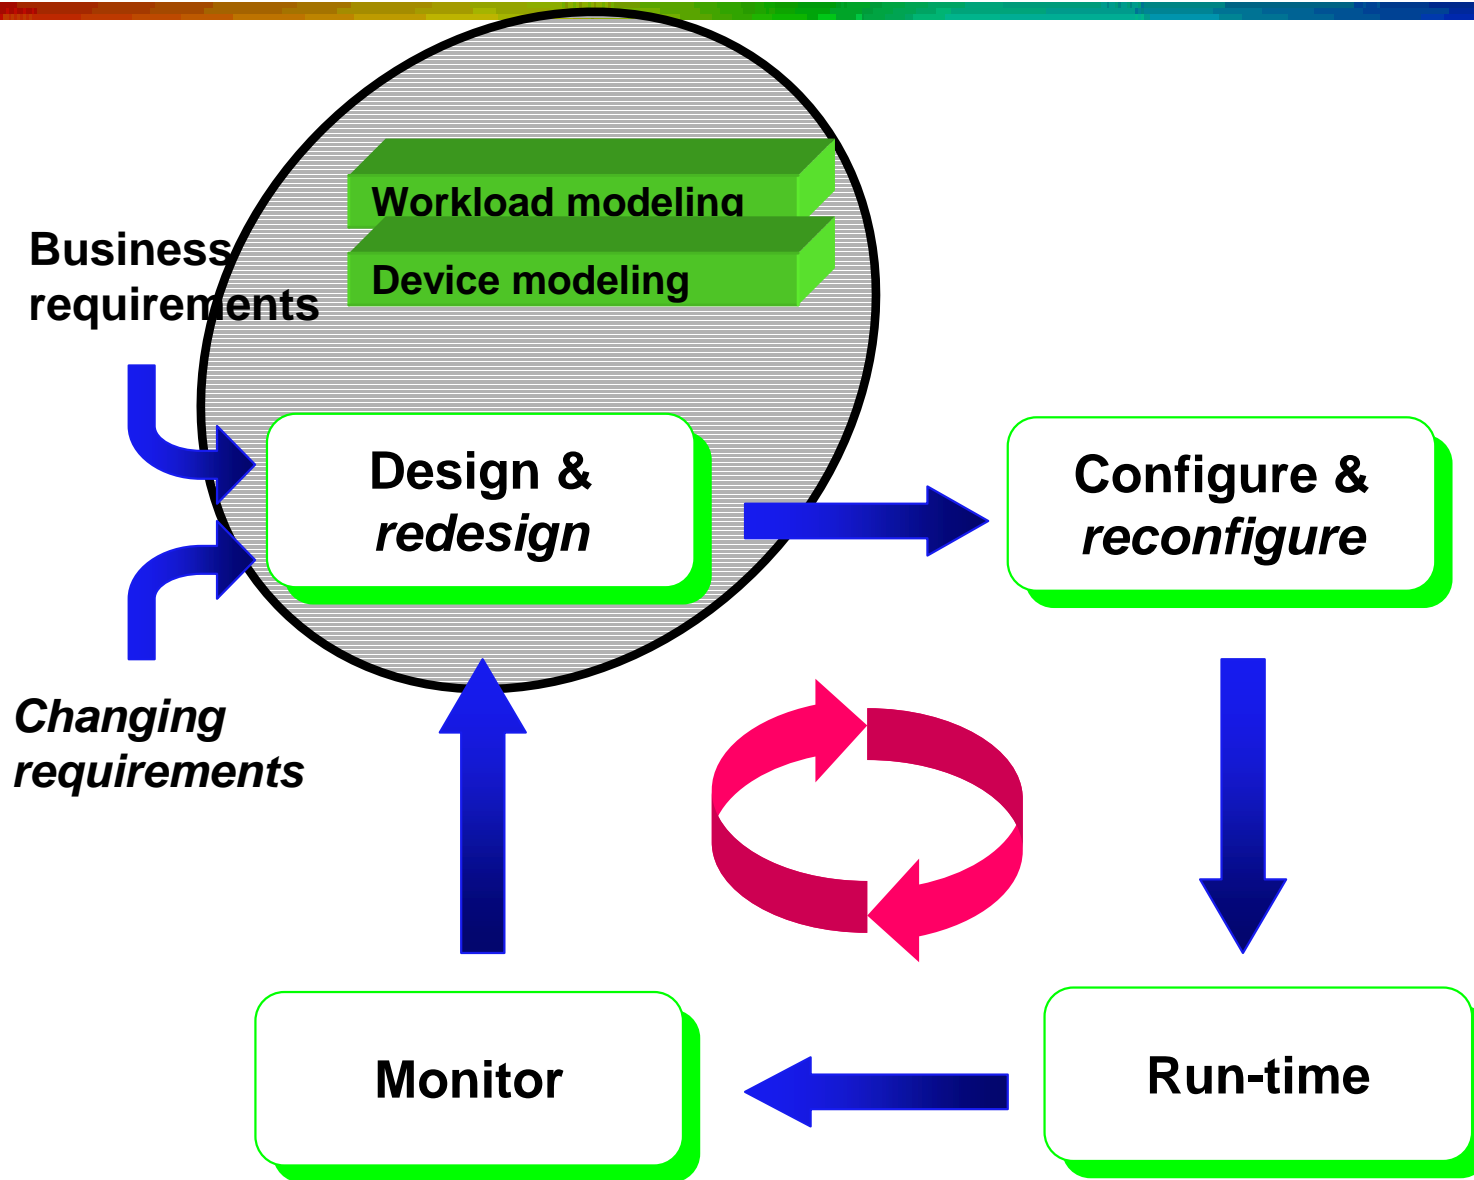 Workload modeling
Device modeling
Business
requirements
Design &
redesign
Configure &
reconfigure
Changing
requirements
Monitor
Run-time